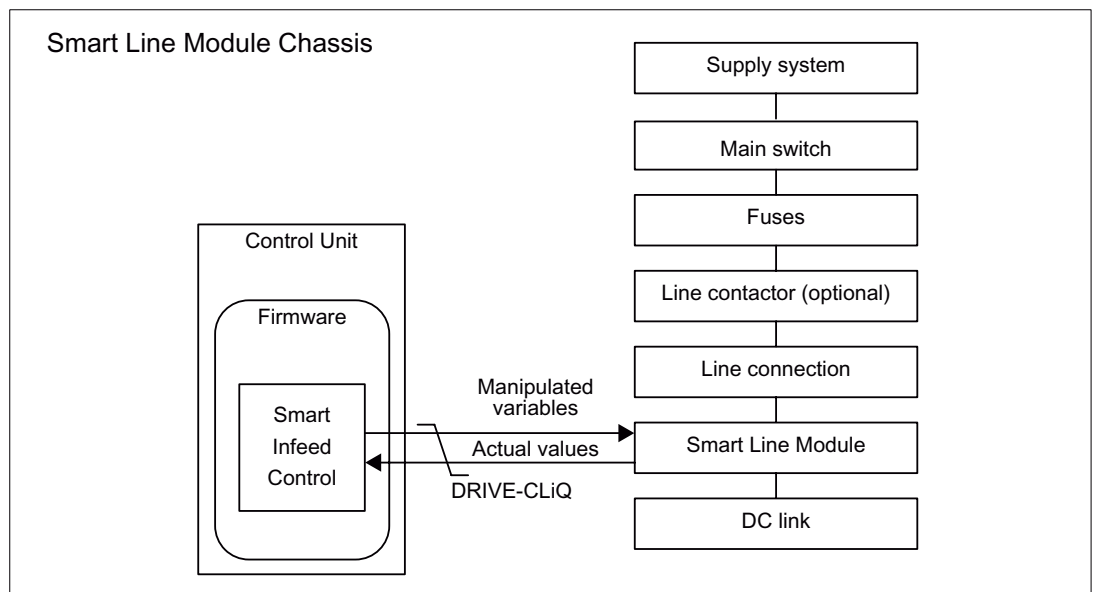 Smart Line Module Chassis
Supply system
Main switch
Fuses
Line contactor (optional)
Line connection
Smart Line Module
DC link
Control Unit
Firmware
Smart
Infeed
Control
Manipulated
variables
Actual values
DRIVE-CLiQ